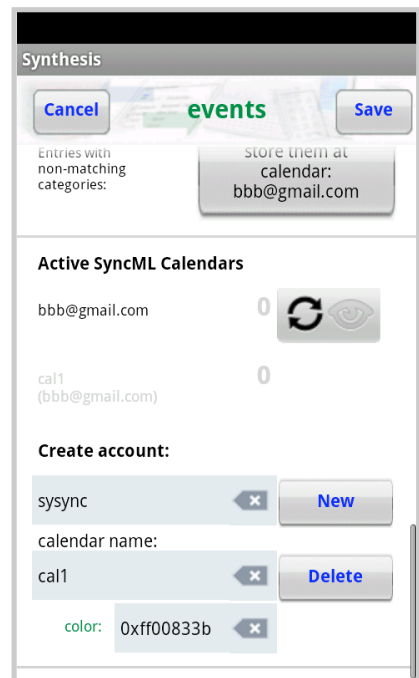 Synthesis
Cancel
events
Save
Entries with
non-matching
categories:
store them at
calendar:
bbb@gmail.com
Active SyncML Calendars
bbb@gmail.com
0
cal1
(bbb@gmail.com)
0
Create account:
sysync
New
calendar name:
cal1
Delete
color:
0xff00833b